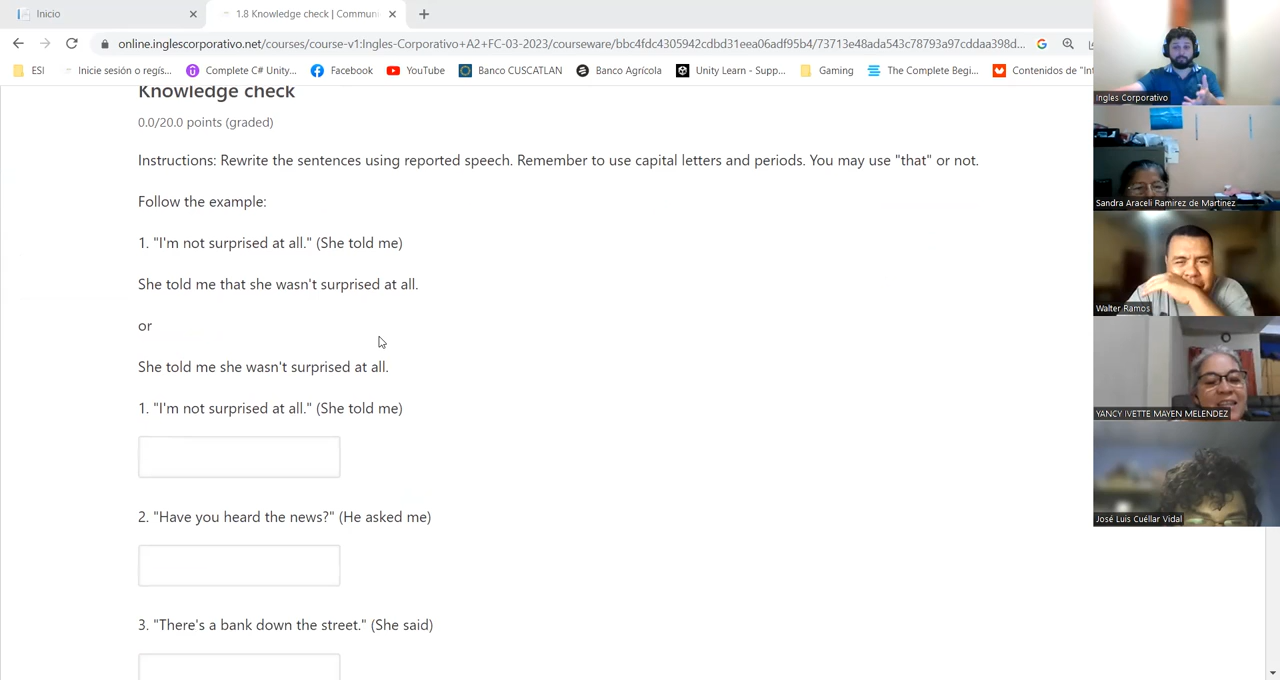 Inicio
1.8 Knowledge check | Communi
online.inglescorporativo.net/courses/course-v1:Ingles-Corporativo+A2+FC-03-2023/courseware/bbc4fdc4305942cdbd31eea06adf95b4/73713e48ada543c78793a97cddaa398d...
ESI
Inicie sesión o regís...
Complete C# Unity...
Facebook
YouTube
Banco CUSCATLAN
Banco Agrícola
Unity Learn - Supp...
Gaming
The Complete Begi...
Contenidos de "Int
Knowledge check
0.0/20.0 points (graded)
Instructions: Rewrite the sentences using reported speech. Remember to use capital letters and periods. You may use "that" or not.
Follow the example:
1. "I'm not surprised at all." (She told me)
She told me that she wasn't surprised at all.
or
She told me she wasn't surprised at all.
1. "I'm not surprised at all." (She told me)
2. "Have you heard the news?" (He asked me)
3. "There's a bank down the street." (She said)
Ingles Corporativo
Sandra Araceli Ramirez de Martinez
Walter Ramos
YANCY IVETTE MAYEN MELENDEZ
José Luis Cuéllar Vidal